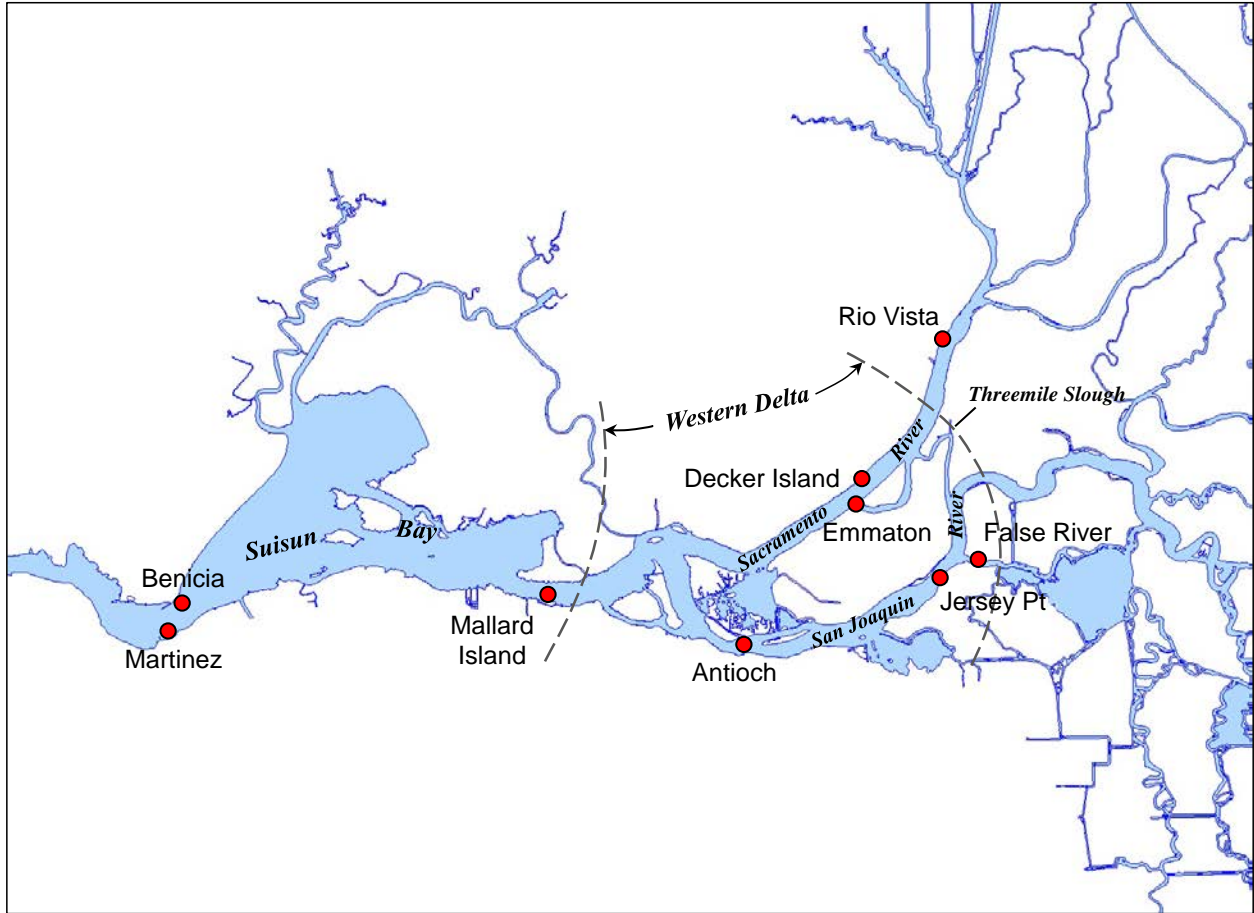 Rio Vista
Western Delta
Threemile Slough
River
Decker Island
Sacramento
Emmaton
River
False River
Suisun
Bay
Benicia
Jersey Pt
San Joaquin
Mallard
Island
Martinez
Antioch